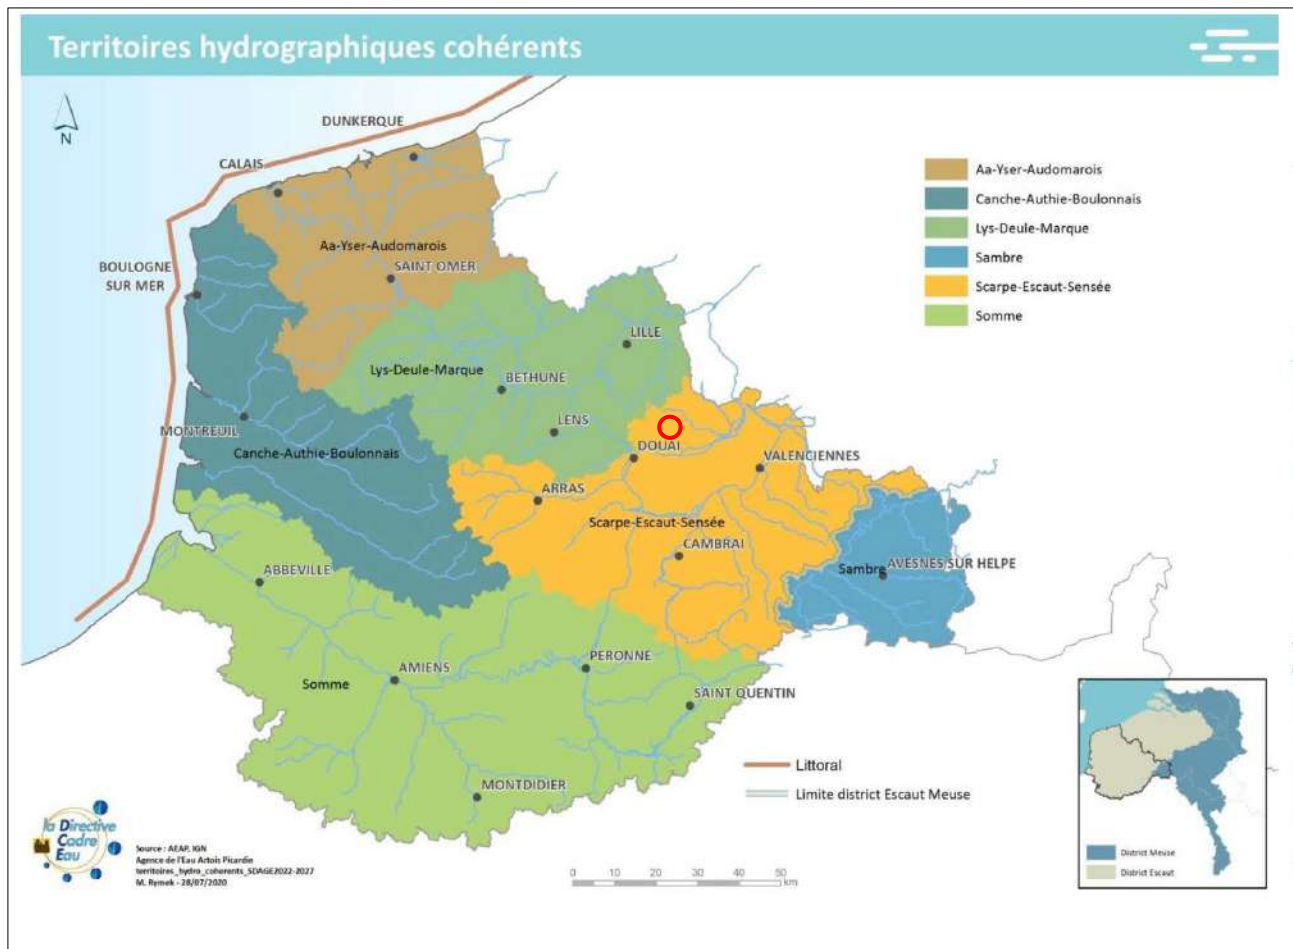 Territoires hydrographiques cohérents
N
DUNKERQUE
CALAIS
Aa-Yser-Audomarois
SAINT OMER
BOULOGNE
SUR MER
LILLE
Lys-Deule-Marque
BETHUNE
LENS
MONTREUIL
Canche-Authie-Boulonnais
DOUAI
VALENCIENNES
ARRAS
Scarpe-Escaut-Sensée
CAMBRAI
Sambre
AVESNES SUR HELPE
ABBEVILLE
PERONNE
AMIENS
Somme
SAINT QUENTIN
MONTDIDIER
Aa-Yser-Audomarois
Canche-Authie-Boulonnais
Lys-Deule-Marque
Sambre
Scarpe-Escaut-Sensée
Somme
Littoral
Limite district Escaut Meuse
District Meuse
District Escaut
la Directive
Cadre
Eau
Source : AEAP, IGN
Agence de l'Eau Artois Picardie
territoires_hydro_coherents_SDAGE2022-2027
M. Rymek - 28/07/2020
0 10 20 30 40 50
km